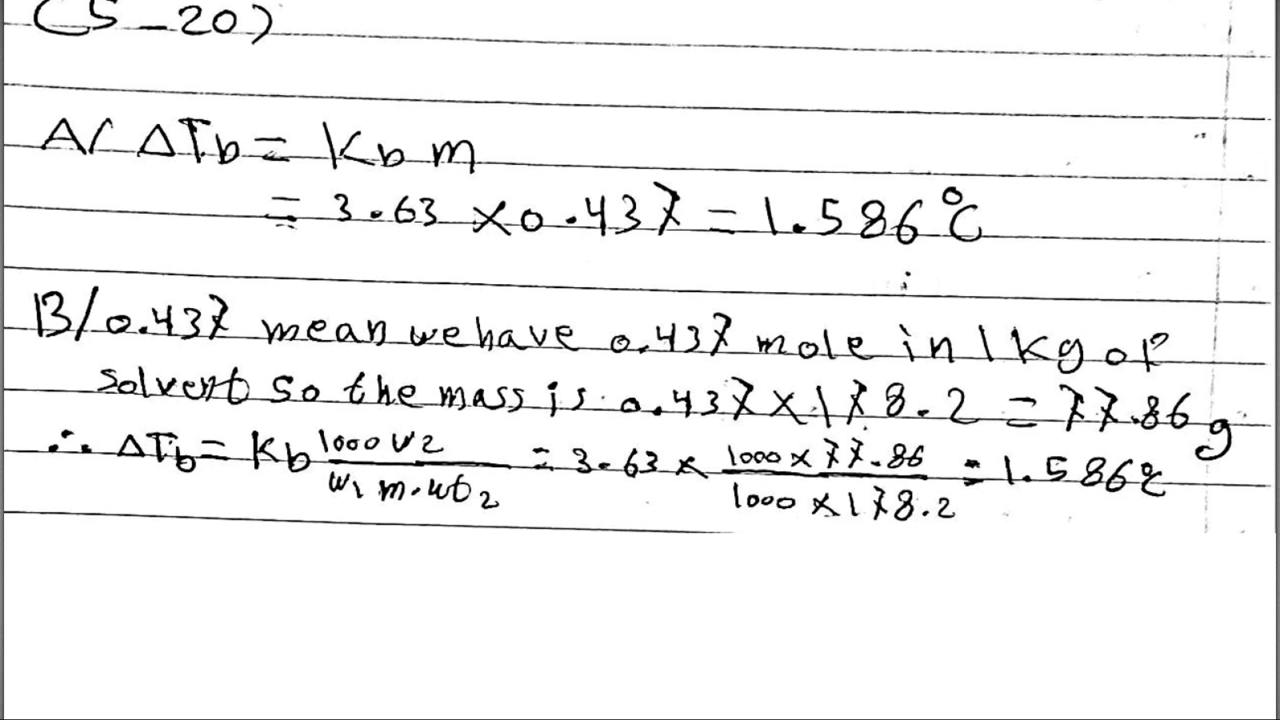 (5-20)
A/ ΔTb = Kb m
= 3.63 × 0.437 = 1.586 °C
B/ 0.437 mean we have 0.437 mole in 1 kg of
solvent so the mass is 0.437 × 178.2 = 77.86 g
∴ ΔTb = Kb 1000 w2 / w1 m.wt2 = 3.63 × 1000 × 77.86 / 1000 × 178.2 = 1.586 °C